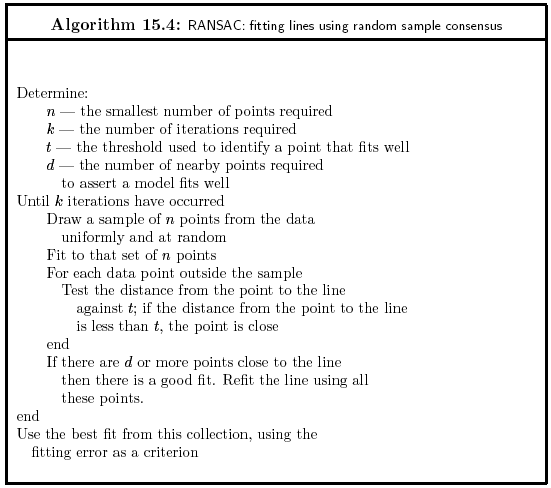 Algorithm 15.4: RANSAC: fitting lines using random sample consensus
Determine:
n — the smallest number of points required
k — the number of iterations required
t — the threshold used to identify a point that fits well
d — the number of nearby points required
to assert a model fits well
Until k iterations have occurred
Draw a sample of n points from the data
uniformly and at random
Fit to that set of n points
For each data point outside the sample
Test the distance from the point to the line
against t; if the distance from the point to the line
is less than t, the point is close
end
If there are d or more points close to the line
then there is a good fit. Refit the line using all
these points.
end
Use the best fit from this collection, using the
fitting error as a criterion